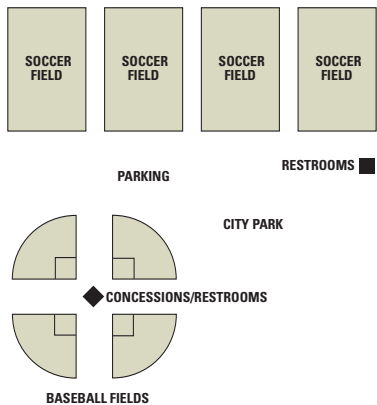 SOCCER
FIELD
SOCCER
FIELD
SOCCER
FIELD
SOCCER
FIELD
RESTROOMS
PARKING
CITY PARK
CONCESSIONS/RESTROOMS
BASEBALL FIELDS